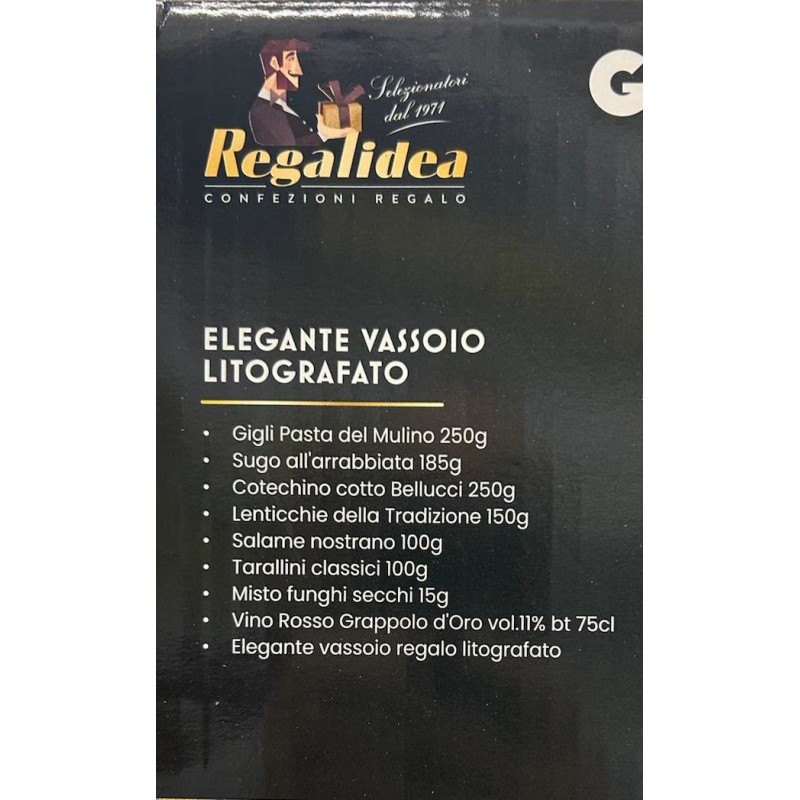 Selezionatori
dal 1971
G
Regalidea
CONFEZIONI REGALO
ELEGANTE VASSOIO
LITOGRAFATO
• Gigli Pasta del Mulino 250g
• Sugo all'arrabbiata 185g
• Cotechino cotto Bellucci 250g
• Lenticchie della Tradizione 150g
• Salame nostrano 100g
• Tarallini classici 100g
• Misto funghi secchi 15g
• Vino Rosso Grappolo d'Oro vol.11% bt 75cl
• Elegante vassoio regalo litografato